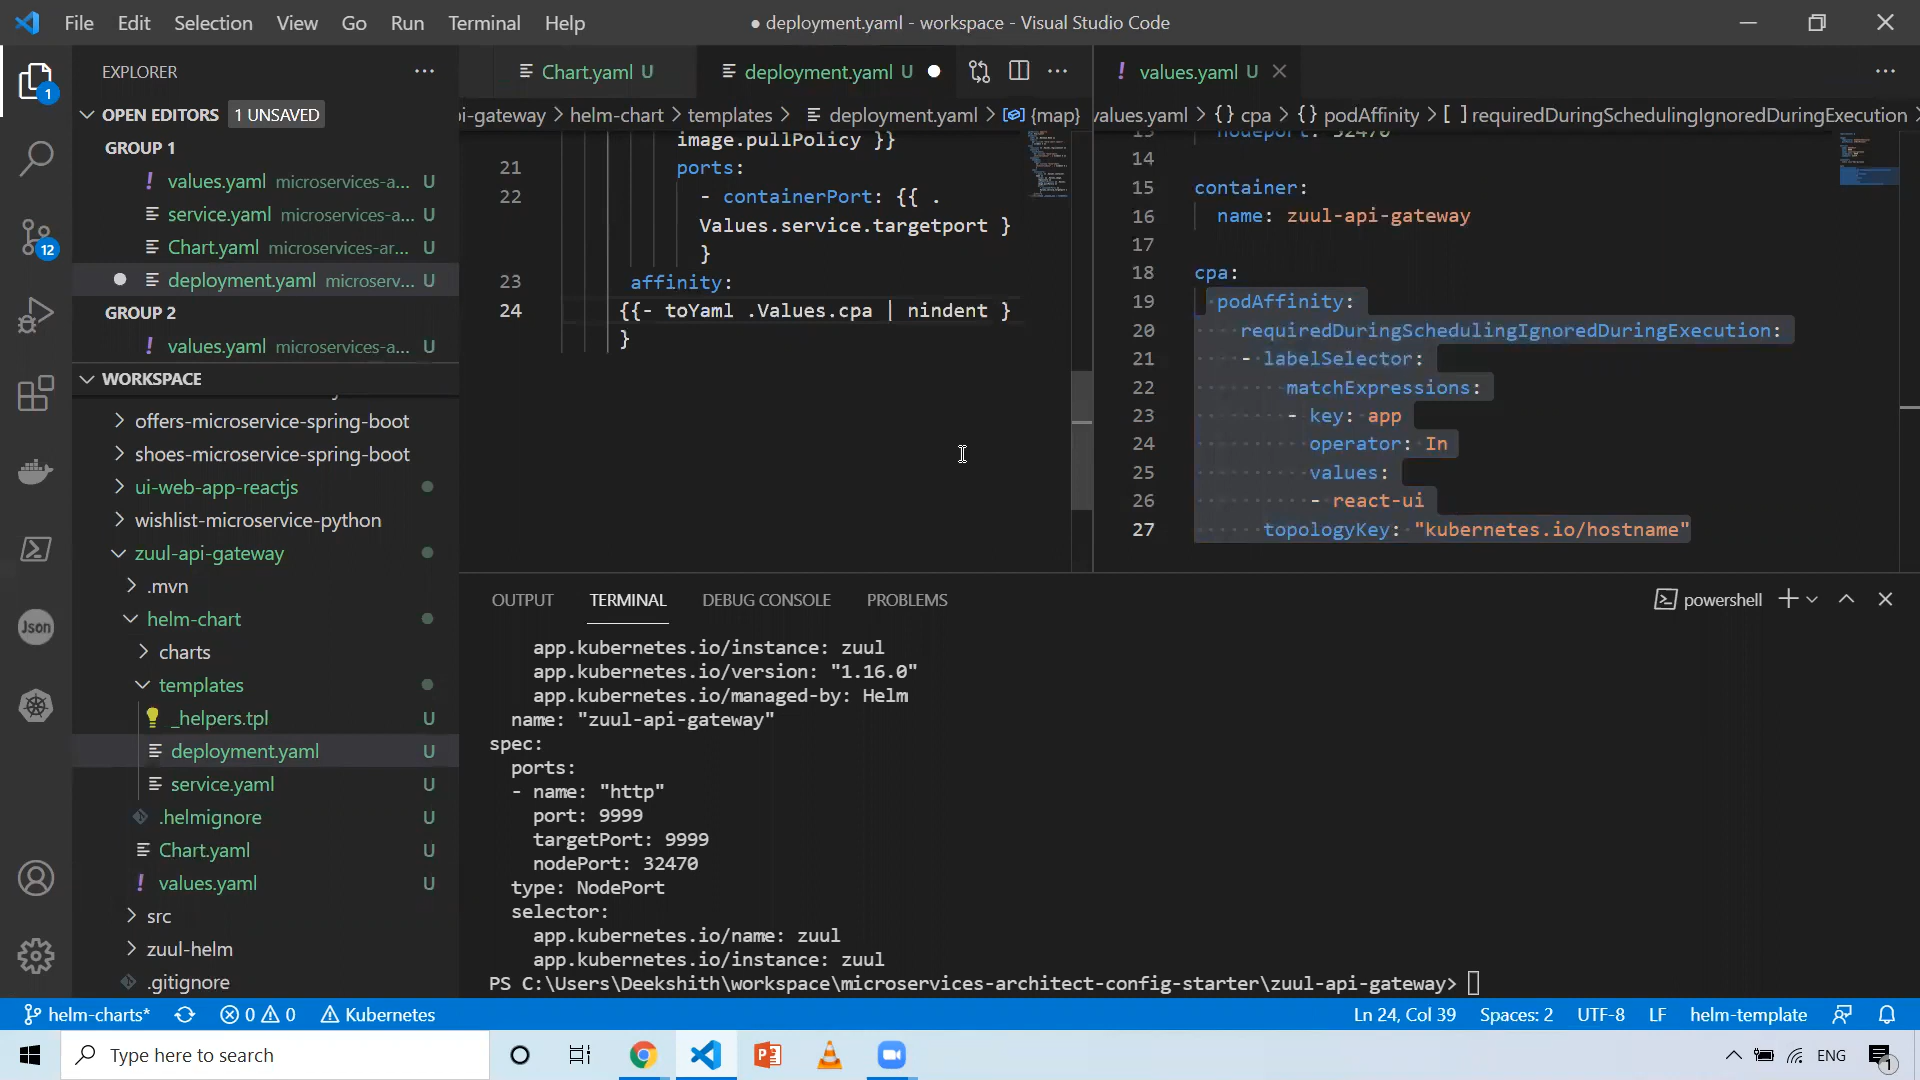 File Edit Selection View Go Run Terminal Help
● deployment.yaml - workspace - Visual Studio Code
EXPLORER
OPEN EDITORS 1 UNSAVED
GROUP 1
values.yaml microservices-a... U
service.yaml microservices-a... U
Chart.yaml microservices-ar... U
deployment.yaml microserv... U
GROUP 2
values.yaml microservices-a... U
WORKSPACE
offers-microservice-spring-boot
shoes-microservice-spring-boot
ui-web-app-reactjs
wishlist-microservice-python
zuul-api-gateway
.mvn
helm-chart
charts
templates
_helpers.tpl U
deployment.yaml U
service.yaml U
.helmignore U
Chart.yaml U
values.yaml U
src
zuul-helm
.gitignore
1
12
Json
Chart.yaml U
deployment.yaml U
pi-gateway > helm-chart > templates > deployment.yaml > {map}
image.pullPolicy }}
21 ports:
22 - containerPort: {{ .
Values.service.targetport }
}
23 affinity:
24 {{- toYaml .Values.cpa | nindent }
}
values.yaml U
values.yaml > {} cpa > {} podAffinity > [ ] requiredDuringSchedulingIgnoredDuringExecution >
13 nodeport: 32470
14
15 container:
16 name: zuul-api-gateway
17
18 cpa:
19 podAffinity:
20 requiredDuringSchedulingIgnoredDuringExecution:
21 - labelSelector:
22 matchExpressions:
23 - key: app
24 operator: In
25 values:
26 - react-ui
27 topologyKey: "kubernetes.io/hostname"
OUTPUT TERMINAL DEBUG CONSOLE PROBLEMS
powershell
app.kubernetes.io/instance: zuul
app.kubernetes.io/version: "1.16.0"
app.kubernetes.io/managed-by: Helm
name: "zuul-api-gateway"
spec:
ports:
- name: "http"
port: 9999
targetPort: 9999
nodePort: 32470
type: NodePort
selector:
app.kubernetes.io/name: zuul
app.kubernetes.io/instance: zuul
PS C:\Users\Deekshith\workspace\microservices-architect-config-starter\zuul-api-gateway>
helm-charts* 0 0 Kubernetes
Ln 24, Col 39 Spaces: 2 UTF-8 LF helm-template
Type here to search
ENG
1